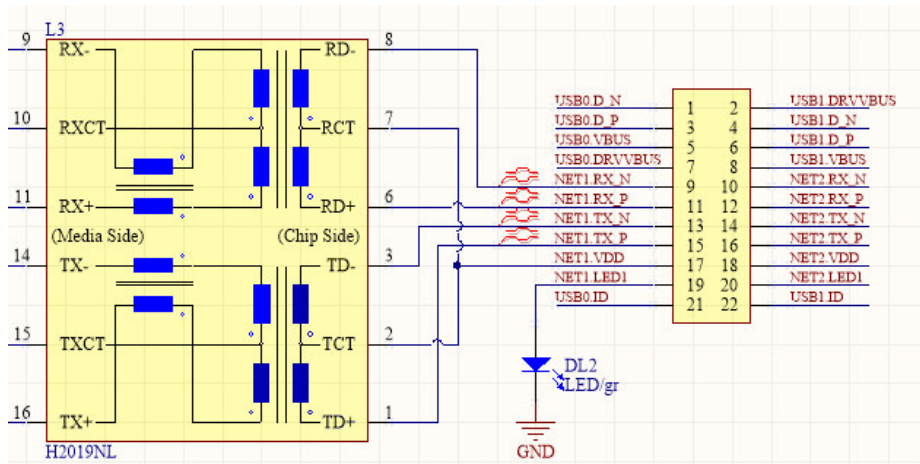 L3
9 RX- RD- 8
10 RXCT RCT 7
11 RX+ RD+ 6
(Media Side) (Chip Side)
14 TX- TD- 3
15 TXCT TCT 2
16 TX+ TD+ 1
H2019NL
USB0.D_N 1 2 USB1.DRVVBUS
USB0.D_P 3 4 USB1.D_N
USB0.VBUS 5 6 USB1.D_P
USB0.DRVVBUS 7 8 USB1.VBUS
NET1.RX_N 9 10 NET2.RX_N
NET1.RX_P 11 12 NET2.RX_P
NET1.TX_N 13 14 NET2.TX_N
NET1.TX_P 15 16 NET2.TX_P
NET1.VDD 17 18 NET2.VDD
NET1.LED1 19 20 NET2.LED1
USB0.ID 21 22 USB1.ID
DL2
LED/gr
GND